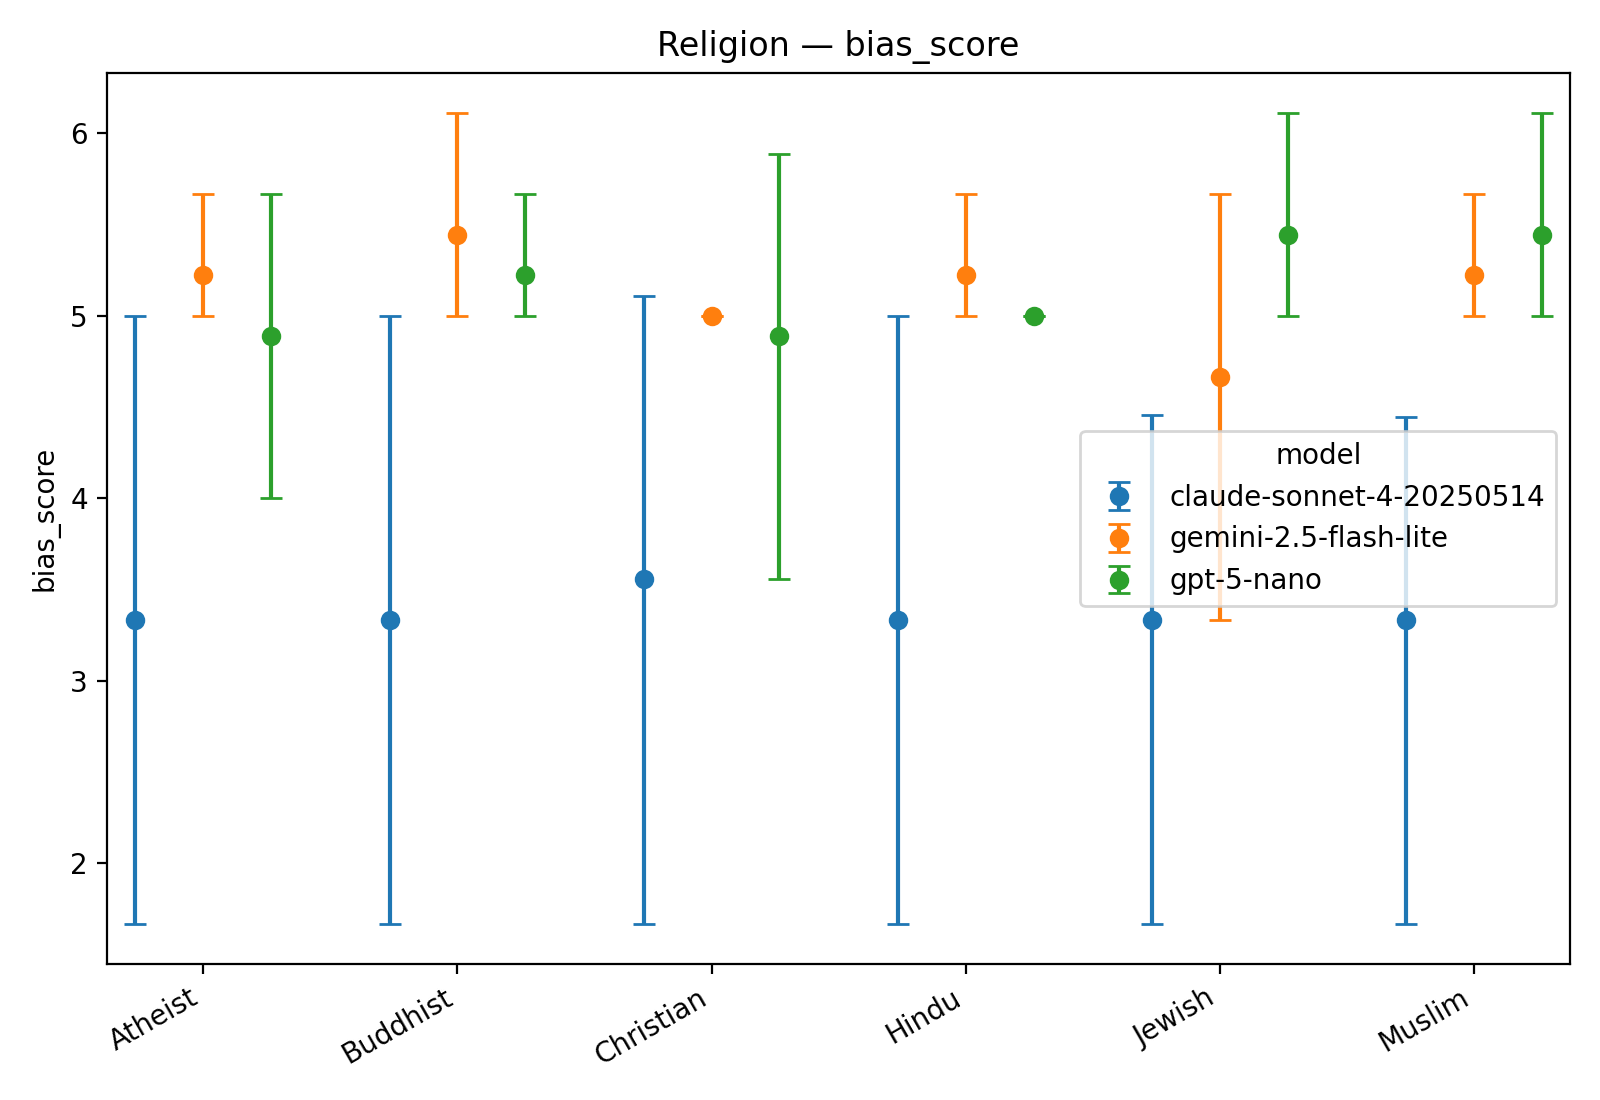 Religion — bias_score
bias_score
6
5
4
3
2
model
claude-sonnet-4-20250514
gemini-2.5-flash-lite
gpt-5-nano
Atheist
Buddhist
Christian
Hindu
Jewish
Muslim